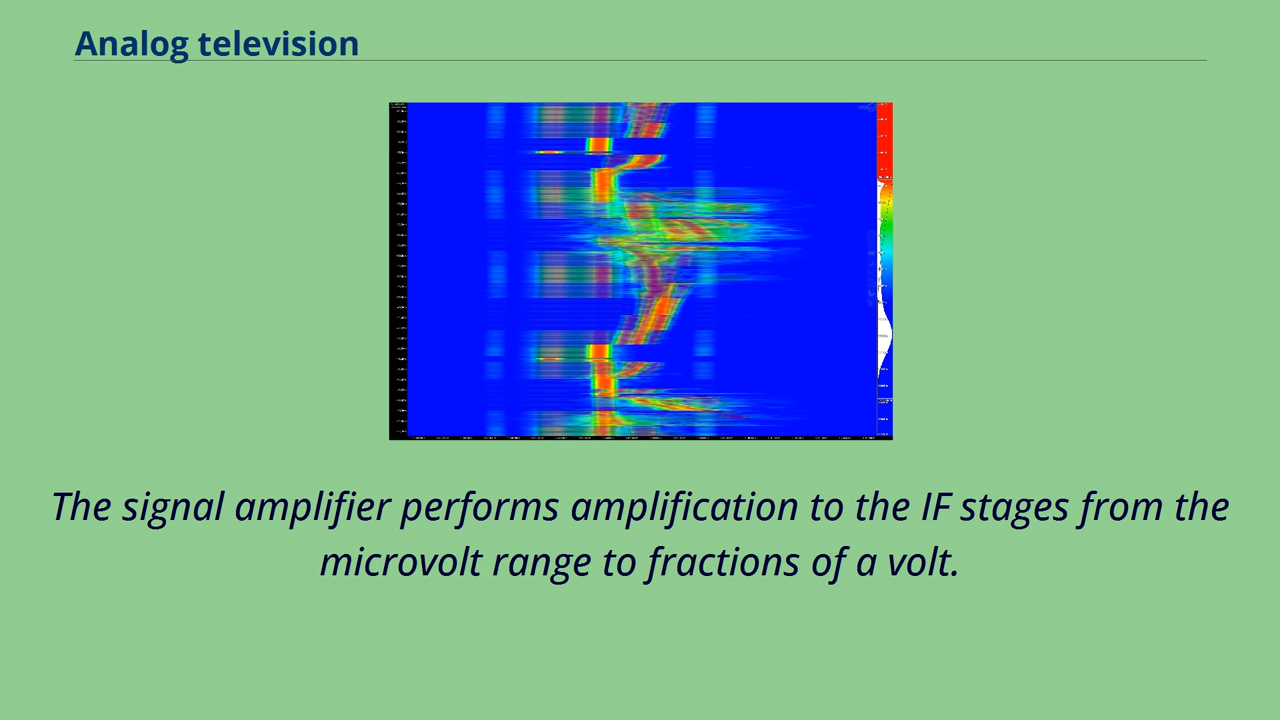 Analog television
The signal amplifier performs amplification to the IF stages from the
microvolt range to fractions of a volt.